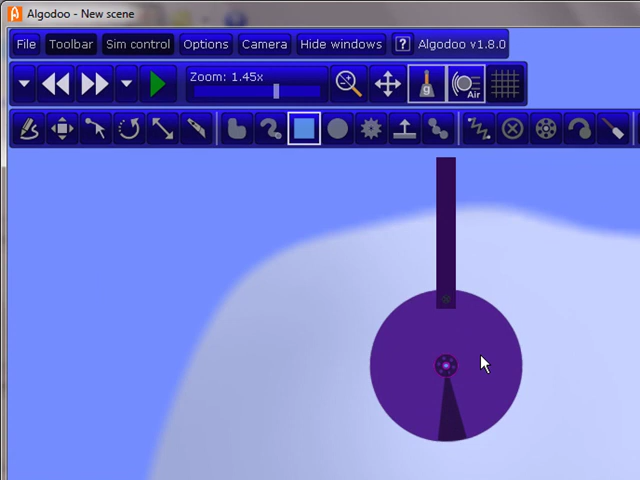 Algodoo - New scene
File Toolbar Sim control Options Camera Hide windows ? Algodoo v1.8.0
Zoom: 1.45x
g
Air